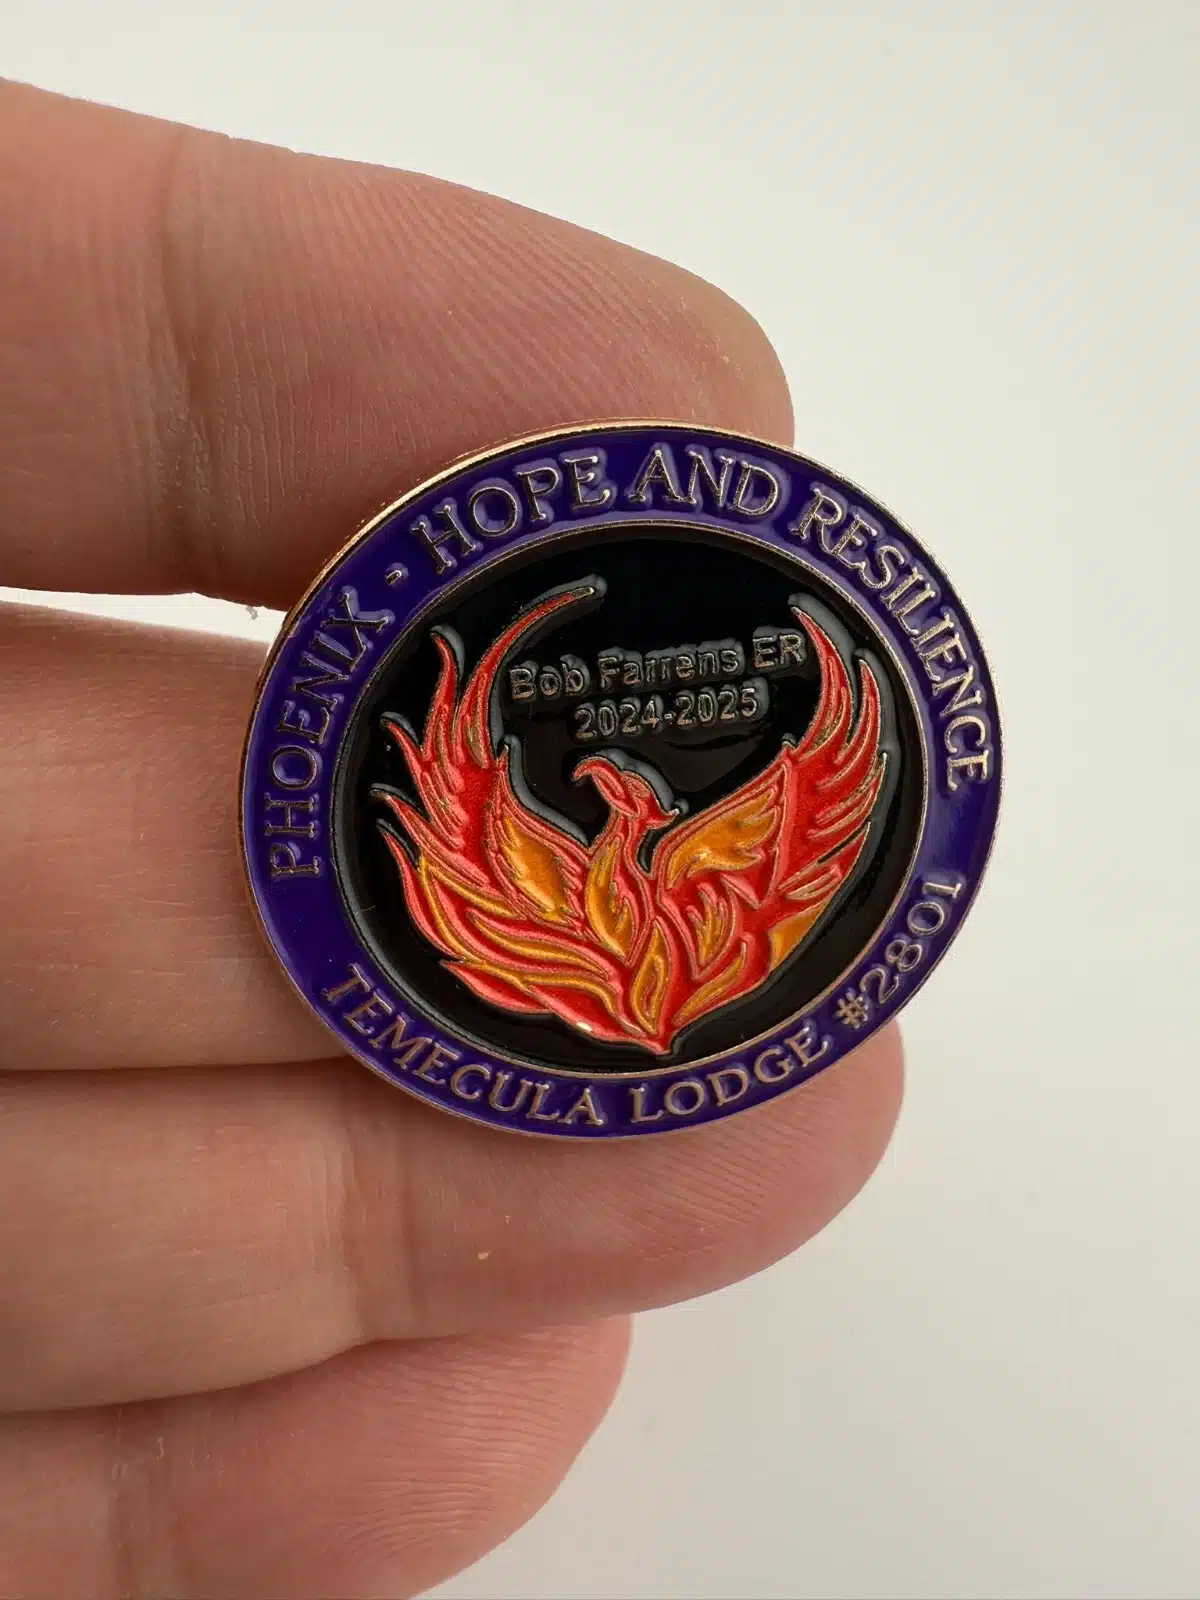 PHOENIX - HOPE AND RESILIENCE
Bob Farrens ER
2024-2025
TEMECULA LODGE #2801